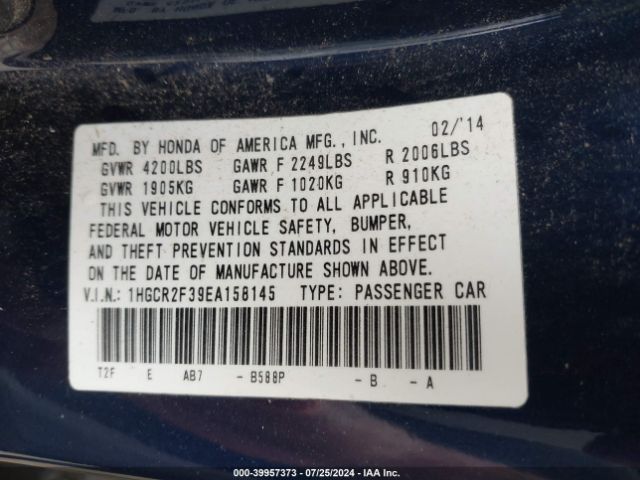 MFD. BY HONDA OF AMERICA MFG., INC. 02/'14
GVWR 4200LBS GAWR F 2249LBS R 2006LBS
GVWR 1905KG GAWR F 1020KG R 910KG
THIS VEHICLE CONFORMS TO ALL APPLICABLE
FEDERAL MOTOR VEHICLE SAFETY, BUMPER,
AND THEFT PREVENTION STANDARDS IN EFFECT
ON THE DATE OF MANUFACTURE SHOWN ABOVE.
V.I.N.: 1HGCR2F39EA158145 TYPE: PASSENGER CAR
T2F E AB7 - B588P - B - A
000-39957373 | 07/25/2024 | IAA Inc.